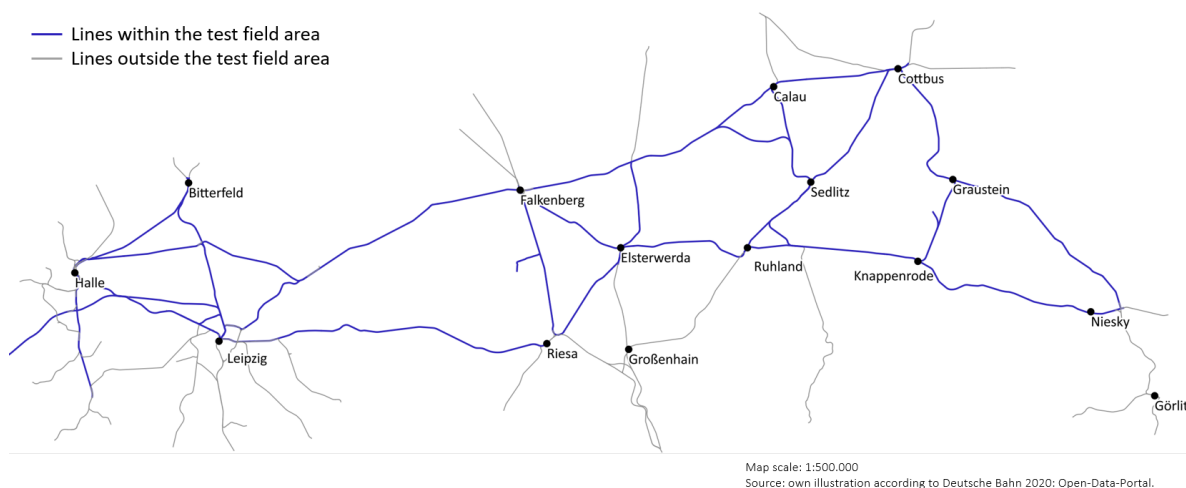 Lines within the test field area
Lines outside the test field area
Cottbus
Calau
Bitterfeld
Falkenberg
Sedlitz
Graustein
Halle
Elsterwerda
Ruhland
Knappenrode
Niesky
Leipzig
Riesa
Großenhain
Görlit
Map scale: 1:500.000
Source: own illustration according to Deutsche Bahn 2020: Open-Data-Portal.